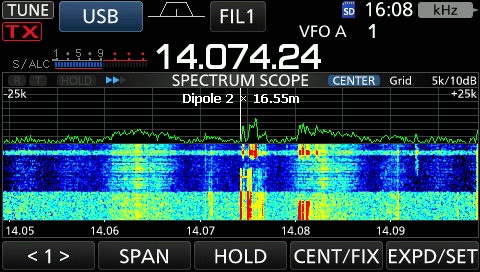 TUNE USB FIL1 SD 16:08 kHz
TX VFO A 1
S/ALC 1 5 9 14.074.24
R T HOLD SPECTRUM SCOPE CENTER Grid 5k/10dB
-25k Dipole 2 × 16.55m +25k
14.05 14.06 14.07 14.08 14.09
< 1 > SPAN HOLD CENT/FIX EXPD/SET